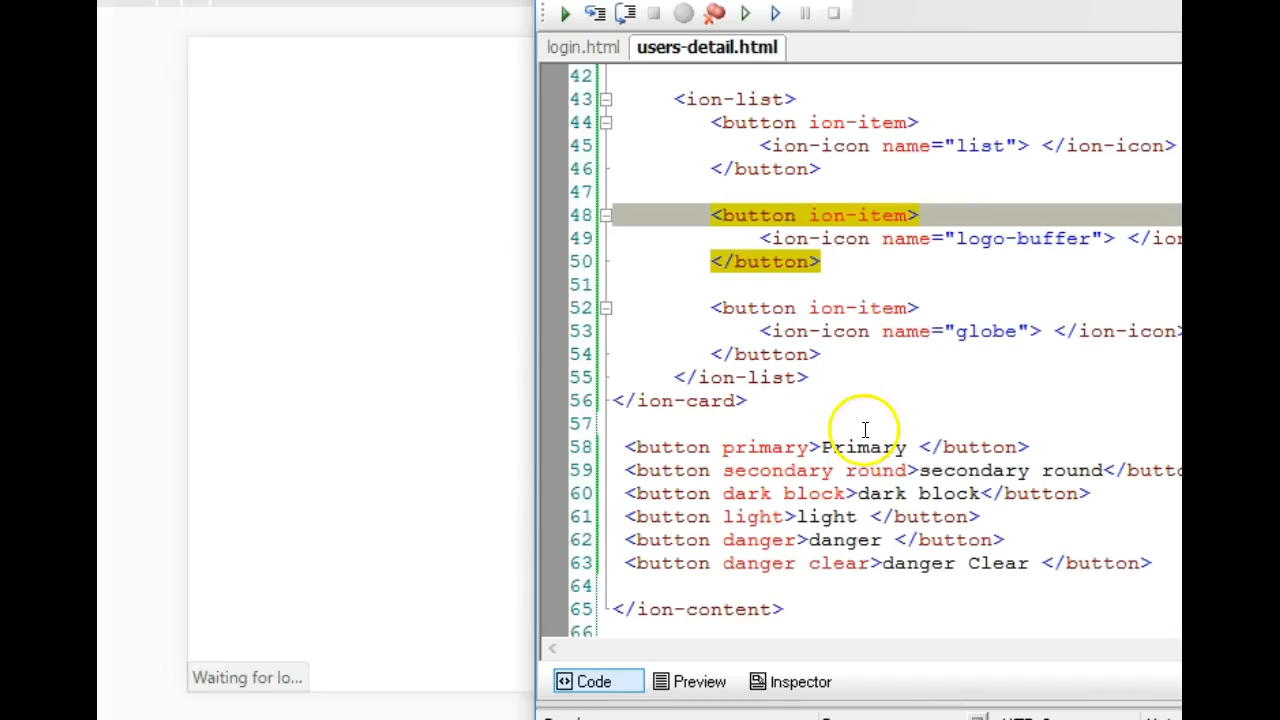 login.html
users-detail.html
42
43 <ion-list>
44 <button ion-item>
45 <ion-icon name="list"> </ion-icon>
46 </button>
47
48 <button ion-item>
49 <ion-icon name="logo-buffer"> </ion
50 </button>
51
52 <button ion-item>
53 <ion-icon name="globe"> </ion-icon>
54 </button>
55 </ion-list>
56 </ion-card>
57
58 <button primary>Primary </button>
59 <button secondary round>secondary round</butto
60 <button dark block>dark block</button>
61 <button light>light </button>
62 <button danger>danger </button>
63 <button danger clear>danger Clear </button>
64
65 </ion-content>
66
Waiting for lo...
Code
Preview
Inspector